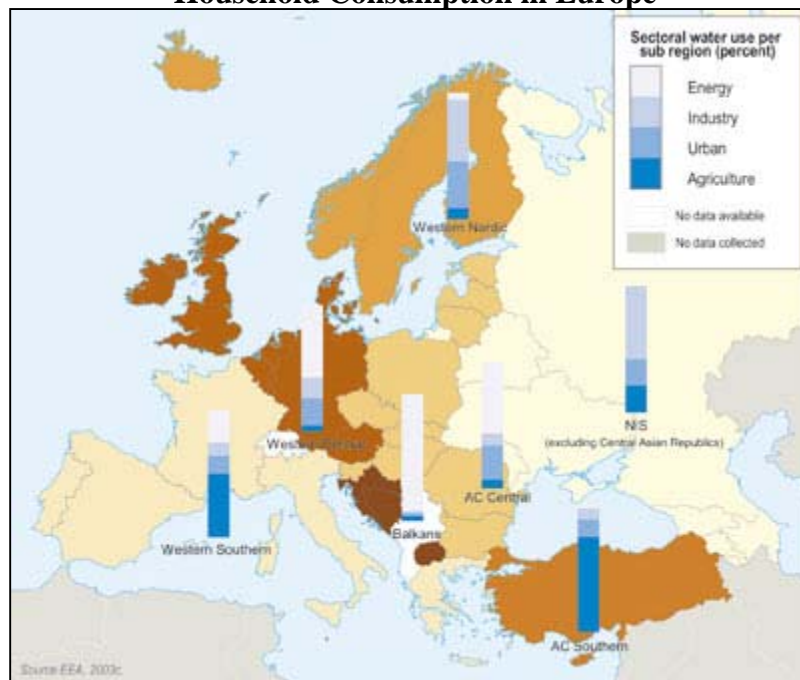 Household Consumption in Europe
Sectoral water use per
sub region (percent)
Energy
Industry
Urban
Agriculture
No data available
No data collected
Western Nordic
NIS
(excluding Central Asian Republics)
Western
AC Central
Balkans
Western Southern
AC Southern
Source EEA, 2003c.